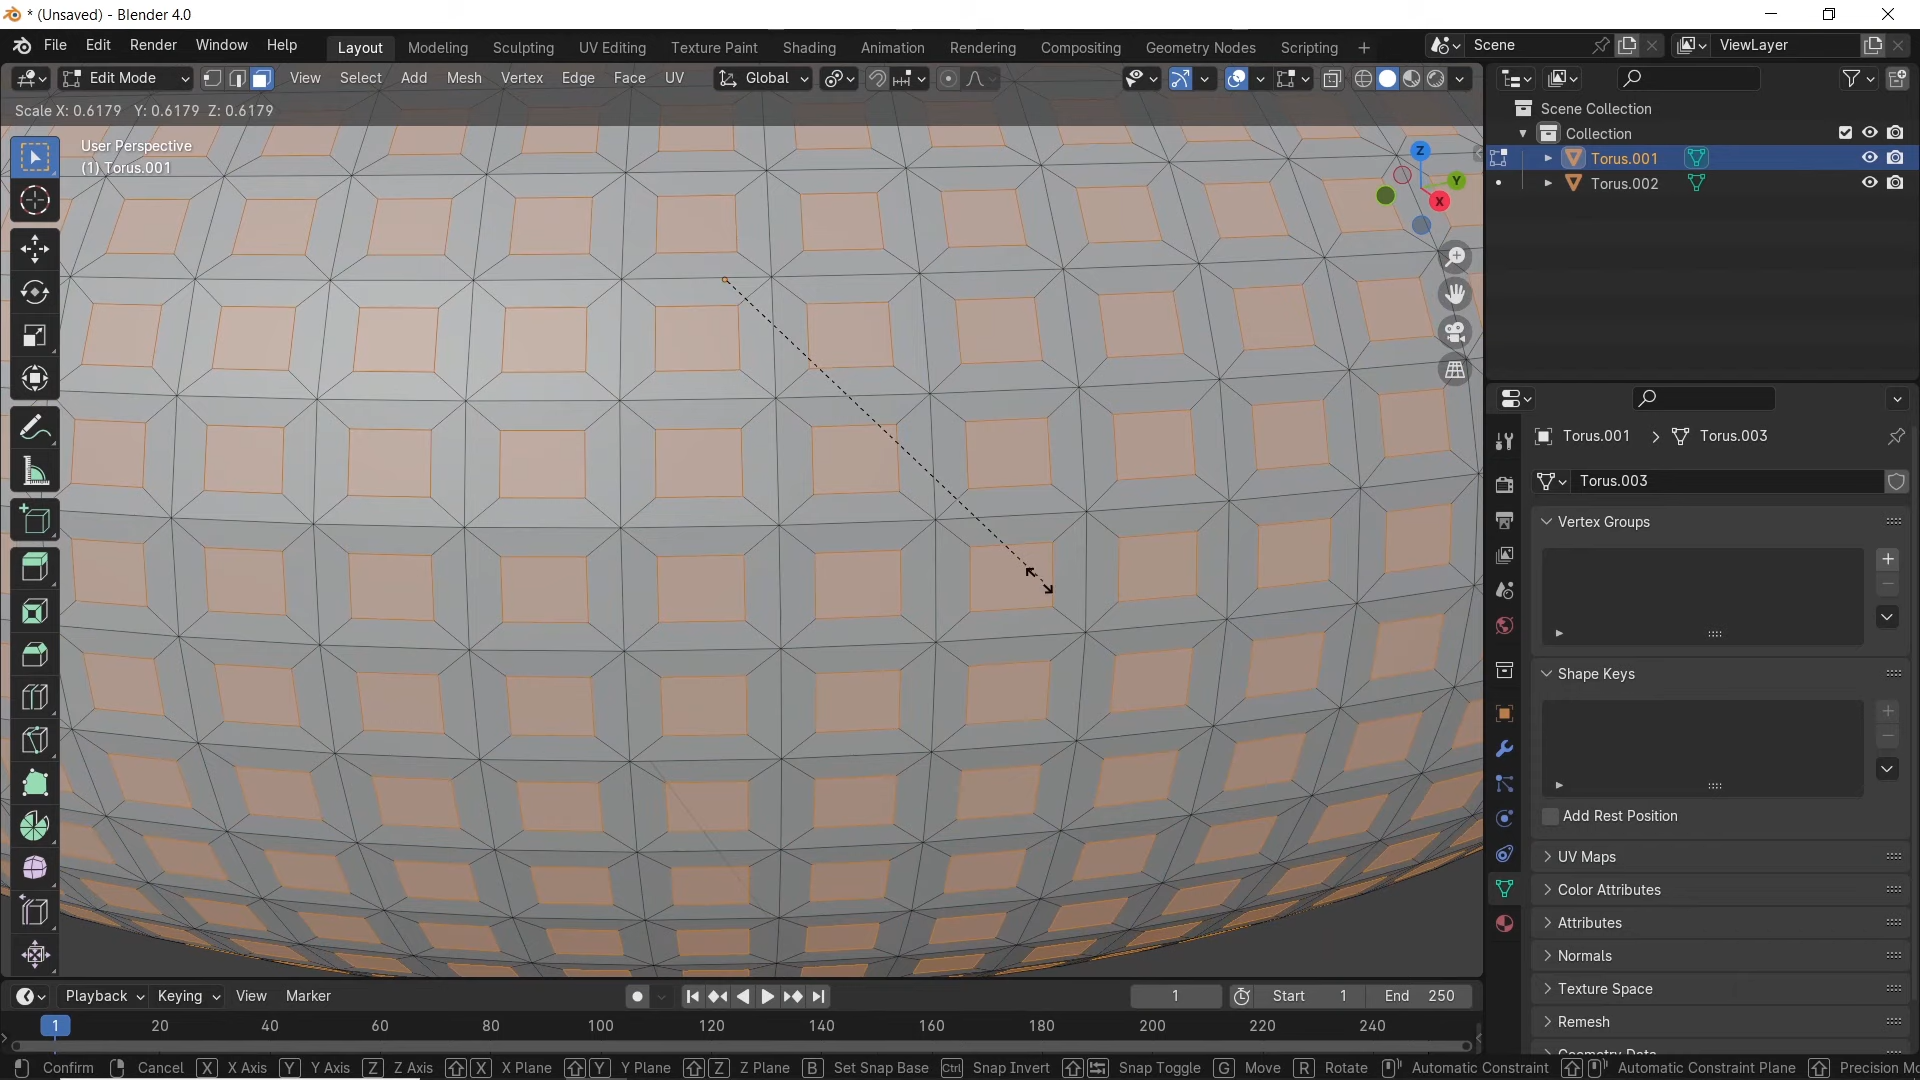 * (Unsaved) - Blender 4.0
File Edit Render Window Help Layout Modeling Sculpting UV Editing Texture Paint Shading Animation Rendering Compositing Geometry Nodes Scripting Scene ViewLayer
Edit Mode View Select Add Mesh Vertex Edge Face UV Global
Scale X: 0.6179 Y: 0.6179 Z: 0.6179
Scene Collection
Collection
User Perspective
(1) Torus.001
Z
Y
X
Torus.001
Torus.002
Torus.001 Torus.003
Torus.003
Vertex Groups
Shape Keys
Add Rest Position
UV Maps
Color Attributes
Attributes
Normals
Texture Space
Remesh
Playback Keying View Marker 1 Start 1 End 250
1 20 40 60 80 100 120 140 160 180 200 220 240
Confirm Cancel X X Axis Y Y Axis Z Z Axis X X Plane Y Y Plane Z Z Plane B Set Snap Base Ctrl Snap Invert Snap Toggle G Move R Rotate Automatic Constraint Automatic Constraint Plane